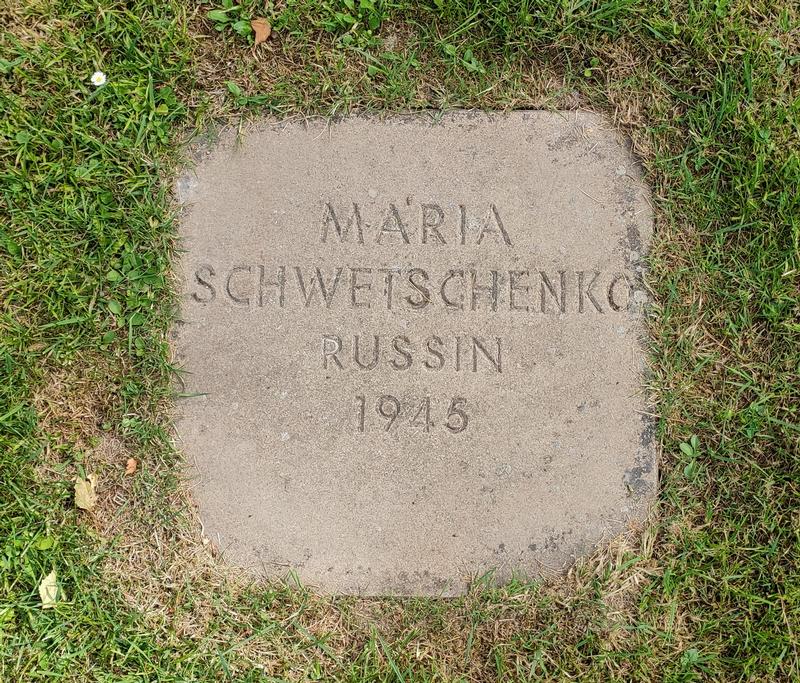 MARIA
SCHWETSCHENKO
RUSSIN
1945